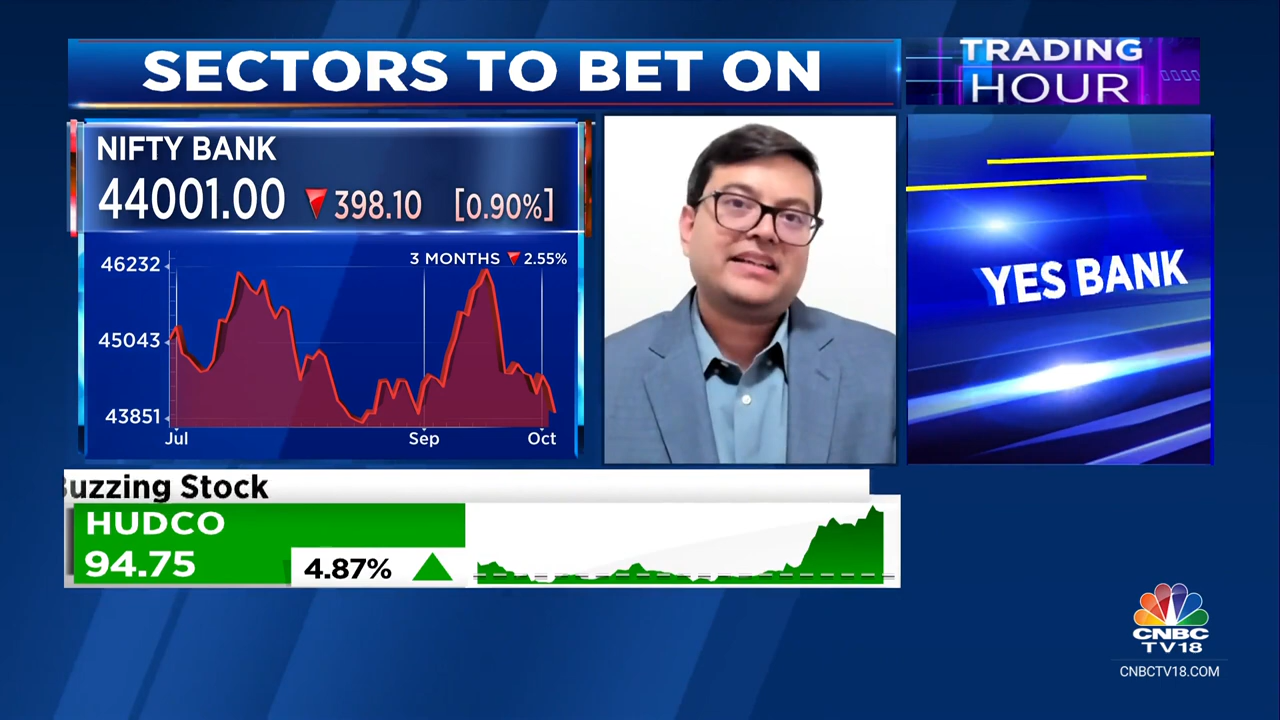 SECTORS TO BET ON
TRADING
HOUR
NIFTY BANK
44001.00 ▼ 398.10 [0.90%]
3 MONTHS ▼ 2.55%
46232
45043
43851
Jul Sep Oct
YES BANK
uzzing Stock
HUDCO
94.75
4.87% ▲
CNBC
TV18
CNBCTV18.COM